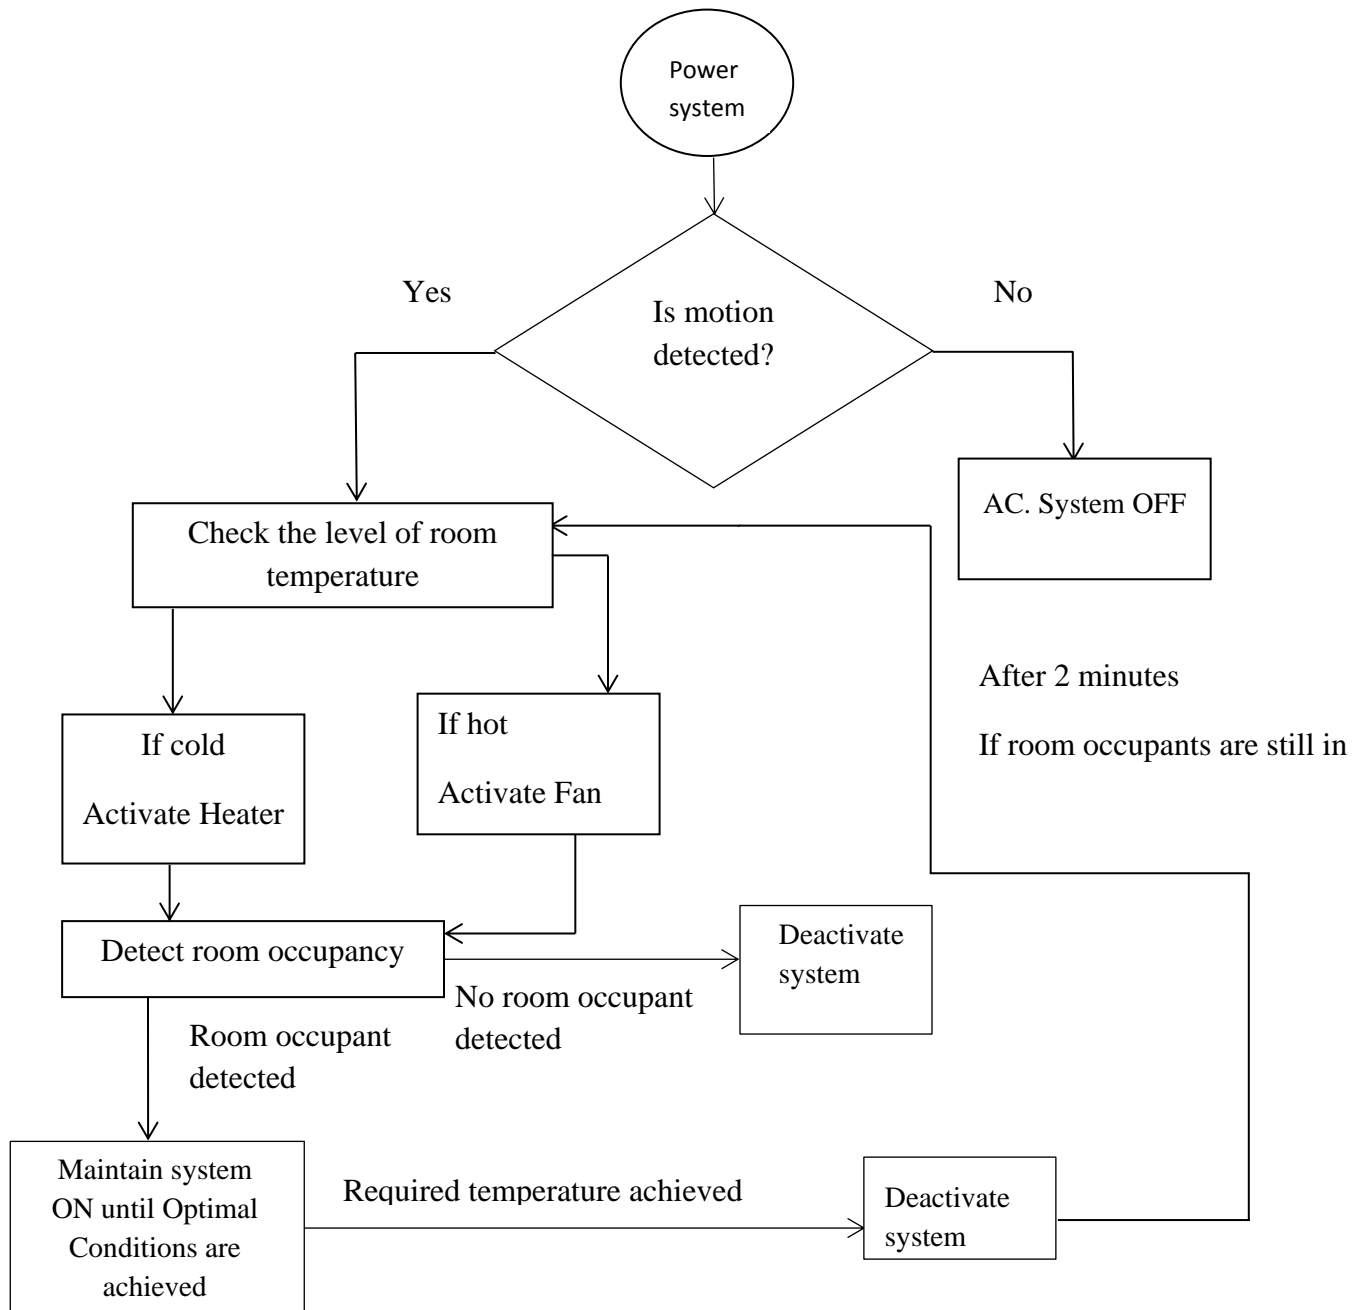 Power
system
Yes
No
Is motion
detected?
AC. System OFF
Check the level of room
temperature
After 2 minutes
If room occupants are still in
If cold
Activate Heater
If hot
Activate Fan
Detect room occupancy
Deactivate
system
No room occupant
detected
Room occupant
detected
Maintain system
ON until Optimal
Conditions are
achieved
Required temperature achieved
Deactivate
system